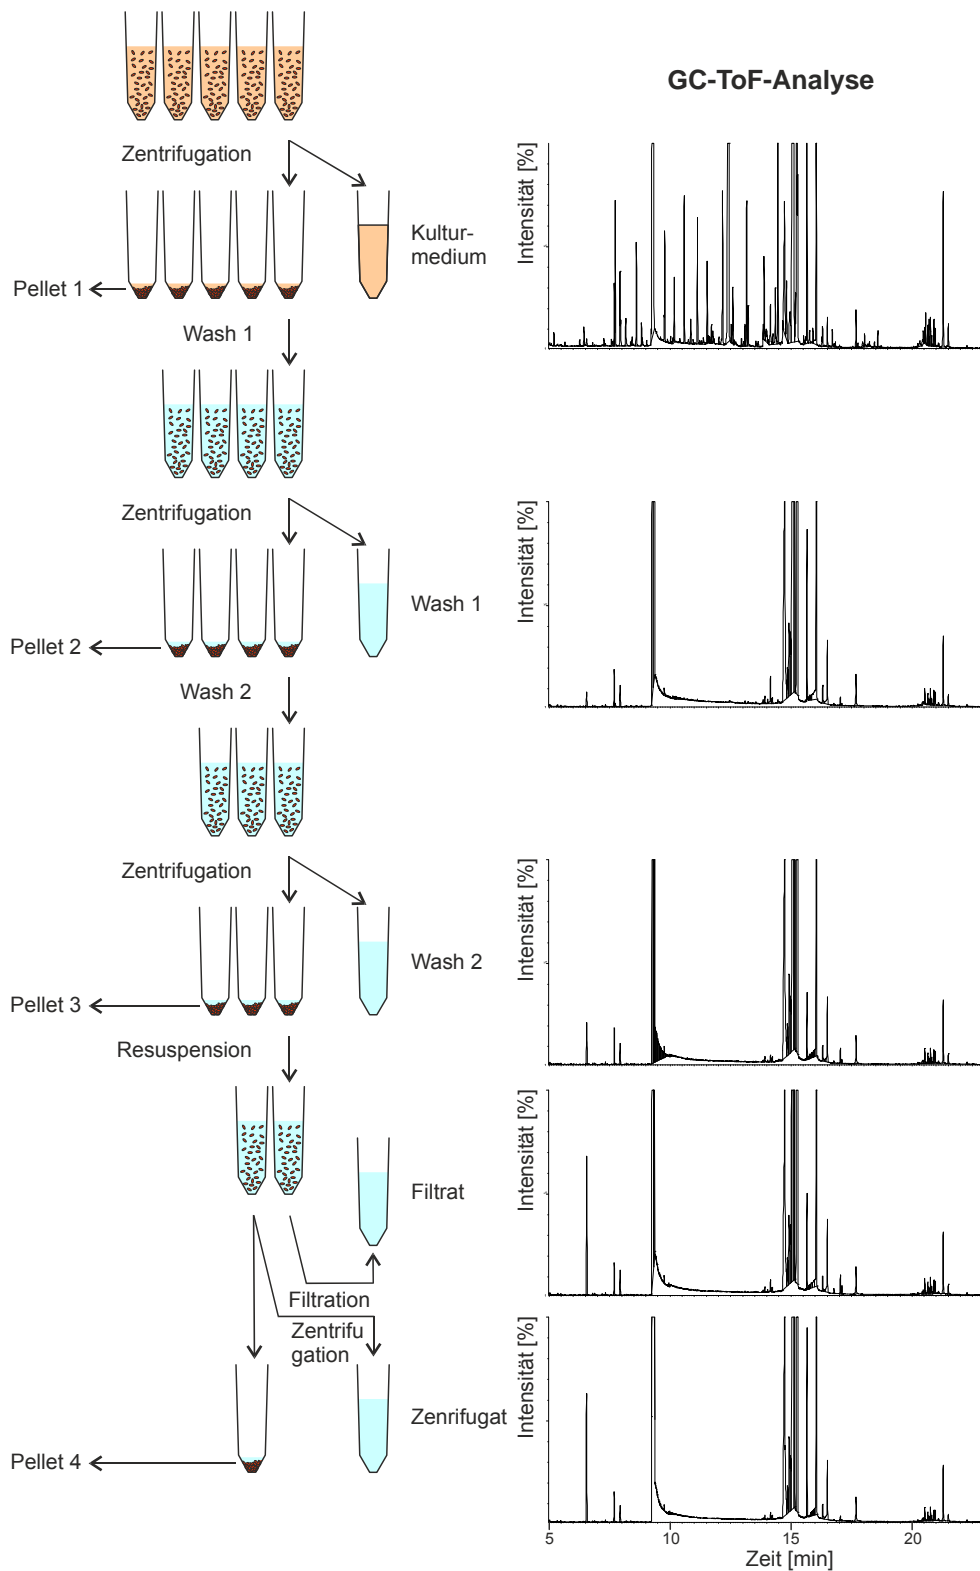 GC-ToF-Analyse
Zentrifugation
Kultur-
medium
Pellet 1
Intensität [%]
Wash 1
Zentrifugation
Wash 1
Intensität [%]
Pellet 2
Wash 2
Zentrifugation
Wash 2
Intensität [%]
Pellet 3
Resuspension
Filtrat
Intensität [%]
Filtration
Zentrifu
gation
Zenrifugat
Intensität [%]
Pellet 4
5 10 15 20
Zeit [min]